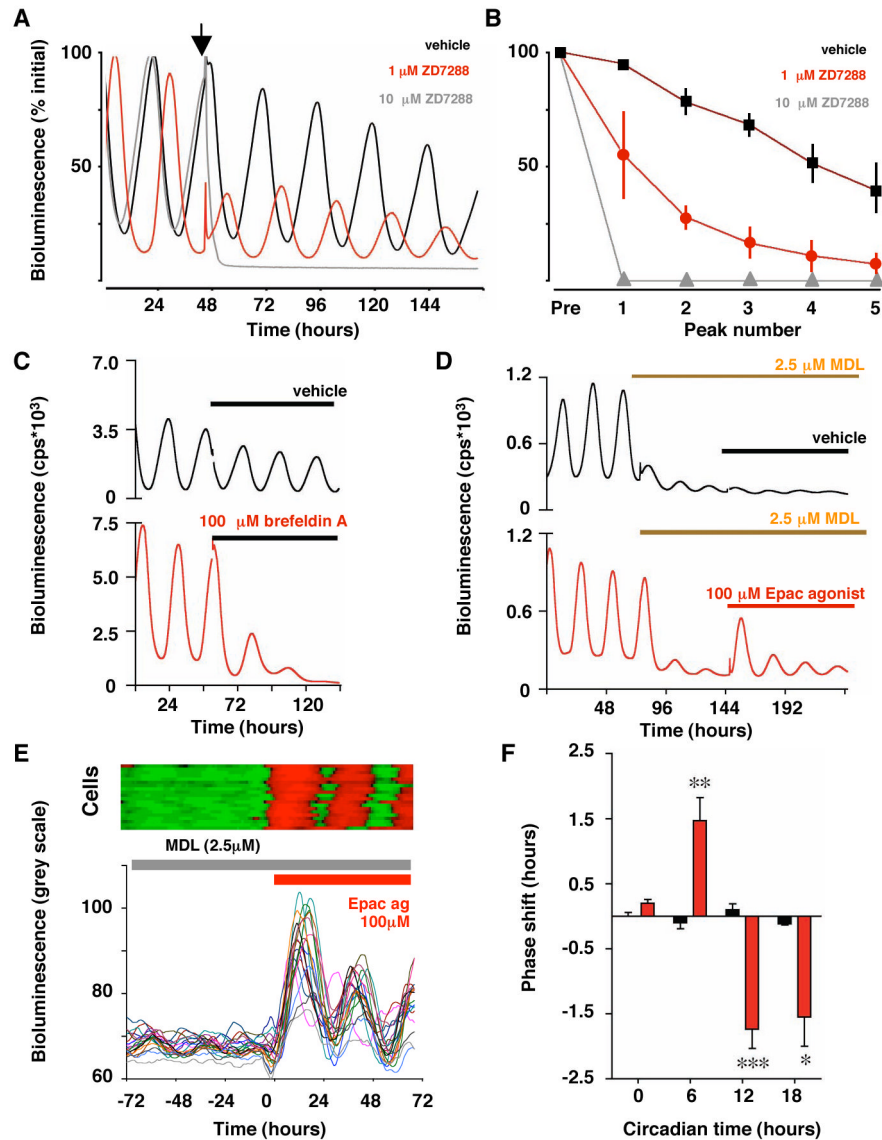 A
Bioluminescence (% initial)
100
50
vehicle
1 μM ZD7288
10 μM ZD7288
24 48 72 96 120 144
Time (hours)
B
100
50
vehicle
1 μM ZD7288
10 μM ZD7288
Pre 1 2 3 4 5
Peak number
C
Bioluminescence (cps*10³)
7.0
3.5
0
vehicle
7.5
5.0
2.5
0
100 μM brefeldin A
24 72 120
Time (hours)
D
Bioluminescence (cps*10³)
2.5 μM MDL
1.2
0.6
0
vehicle
2.5 μM MDL
1.2
0.6
0
100 μM Epac agonist
48 96 144 192
Time (hours)
E
Cells
MDL (2.5μM)
Epac ag
100μM
Bioluminescence (grey scale)
100
80
60
-72 -48 -24 0 24 48 72
Time (hours)
F
Phase shift (hours)
2.5
1.5
0.5
-0.5
-1.5
-2.5
**
***
*
0 6 12 18
Circadian time (hours)